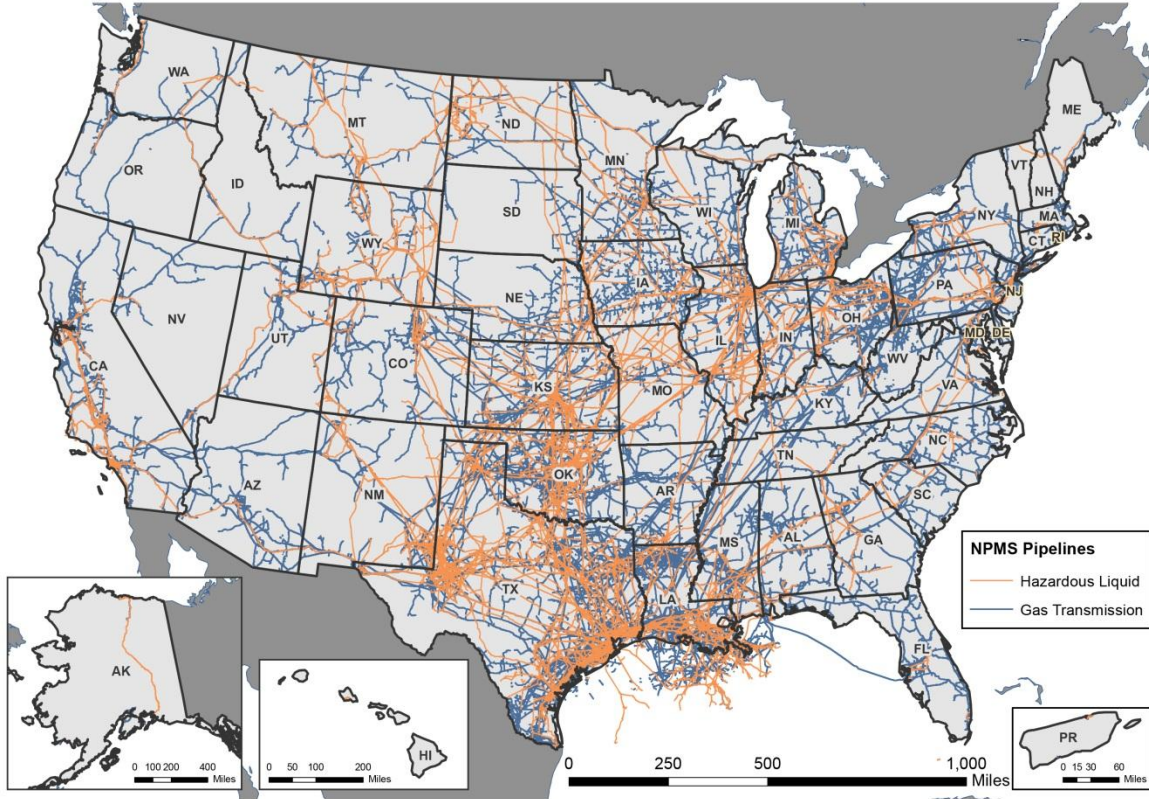 WA
MT
ND
MN
ME
OR
ID
SD
WI
MI
VT
NH
NY
MA
CT
RI
WY
NE
IA
PA
NJ
NV
UT
CO
IL
IN
OH
MD
DE
WV
CA
KS
MO
KY
VA
AZ
NM
OK
AR
TN
NC
SC
TX
LA
MS
AL
GA
FL
NPMS Pipelines
Hazardous Liquid
Gas Transmission
AK
0 100 200 400
Miles
HI
0 50 100 200
Miles
0 250 500 1,000
Miles
PR
0 15 30 60
Miles